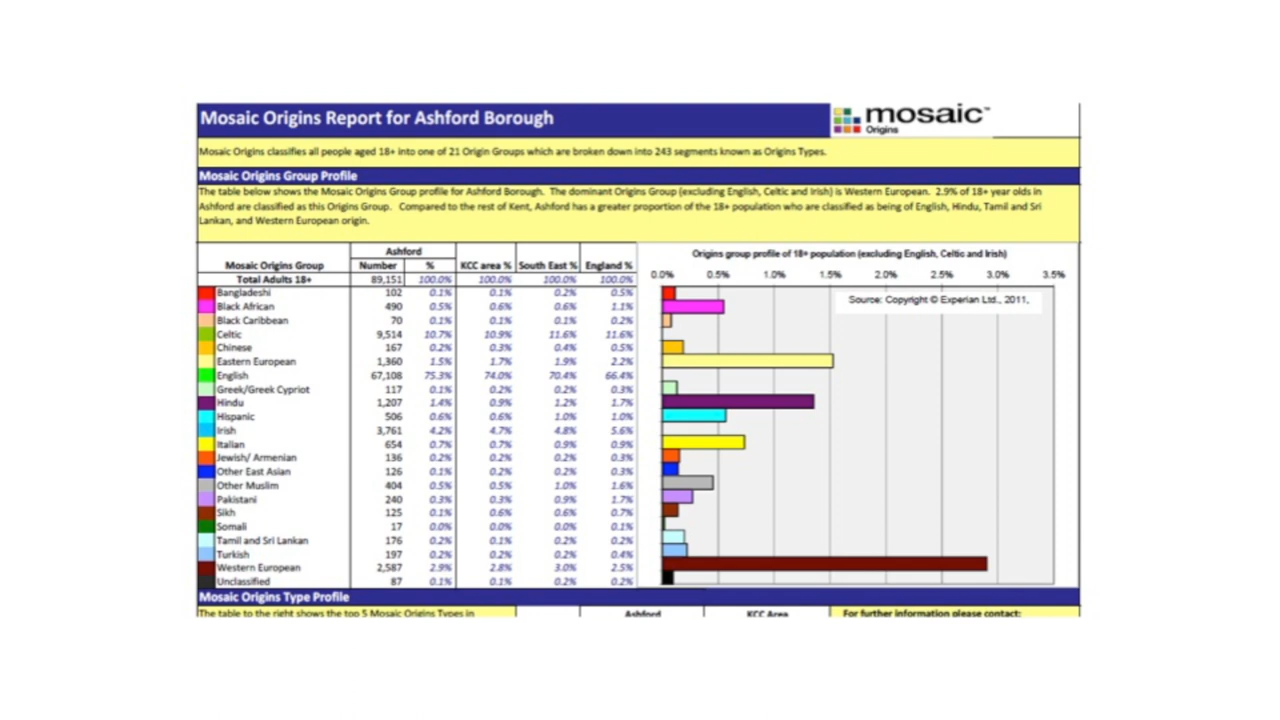 Mosaic Origins Report for Ashford Borough
mosaic™
Origins
Mosaic Origins classifies all people aged 18+ into one of 21 Origin Groups which are broken down into 243 segments known as Origins Types.
Mosaic Origins Group Profile
The table below shows the Mosaic Origins Group profile for Ashford Borough. The dominant Origins Group (excluding English, Celtic and Irish) is Western European. 2.9% of 18+ year olds in
Ashford are classified as this Origins Group. Compared to the rest of Kent, Ashford has a greater proportion of the 18+ population who are classified as being of English, Hindu, Tamil and Sri
Lankan, and Western European origin.
Ashford
Mosaic Origins Group Number % KCC area % South East % England %
Total Adults 18+ 89,151 100.0% 100.0% 100.0% 100.0%
Bangladeshi 102 0.1% 0.1% 0.2% 0.5%
Black African 490 0.5% 0.6% 0.6% 1.1%
Black Caribbean 70 0.1% 0.1% 0.1% 0.2%
Celtic 9,514 10.7% 10.9% 11.6% 11.6%
Chinese 167 0.2% 0.3% 0.4% 0.5%
Eastern European 1,360 1.5% 1.7% 1.9% 2.2%
English 67,108 75.3% 74.0% 70.4% 66.4%
Greek/Greek Cypriot 117 0.1% 0.2% 0.2% 0.3%
Hindu 1,207 1.4% 0.9% 1.2% 1.7%
Hispanic 506 0.6% 0.6% 1.0% 1.0%
Irish 3,761 4.2% 4.7% 4.8% 5.6%
Italian 654 0.7% 0.7% 0.9% 0.9%
Jewish/ Armenian 136 0.2% 0.2% 0.2% 0.3%
Other East Asian 126 0.1% 0.2% 0.2% 0.3%
Other Muslim 404 0.5% 0.5% 1.0% 1.6%
Pakistani 240 0.3% 0.3% 0.9% 1.7%
Sikh 125 0.1% 0.6% 0.6% 0.7%
Somali 17 0.0% 0.0% 0.0% 0.1%
Tamil and Sri Lankan 176 0.2% 0.1% 0.2% 0.2%
Turkish 197 0.2% 0.2% 0.2% 0.4%
Western European 2,587 2.9% 2.8% 3.0% 2.5%
Unclassified 87 0.1% 0.1% 0.2% 0.2%
Origins group profile of 18+ population (excluding English, Celtic and Irish)
0.0% 0.5% 1.0% 1.5% 2.0% 2.5% 3.0% 3.5%
Source: Copyright © Experian Ltd., 2011,
Mosaic Origins Type Profile
The table to the right shows the top 5 Mosaic Origins Types in
Ashford KCC Area
For further information please contact: